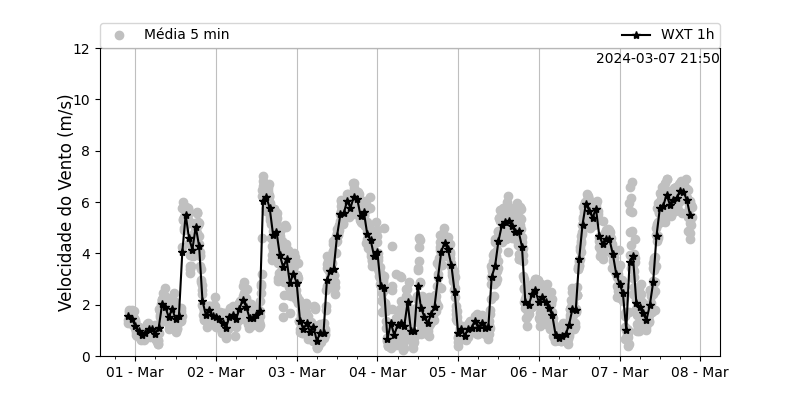 Média 5 min
WXT 1h
2024-03-07 21:50
Velocidade do Vento (m/s)
12
10
8
6
4
2
0
01 - Mar
02 - Mar
03 - Mar
04 - Mar
05 - Mar
06 - Mar
07 - Mar
08 - Mar